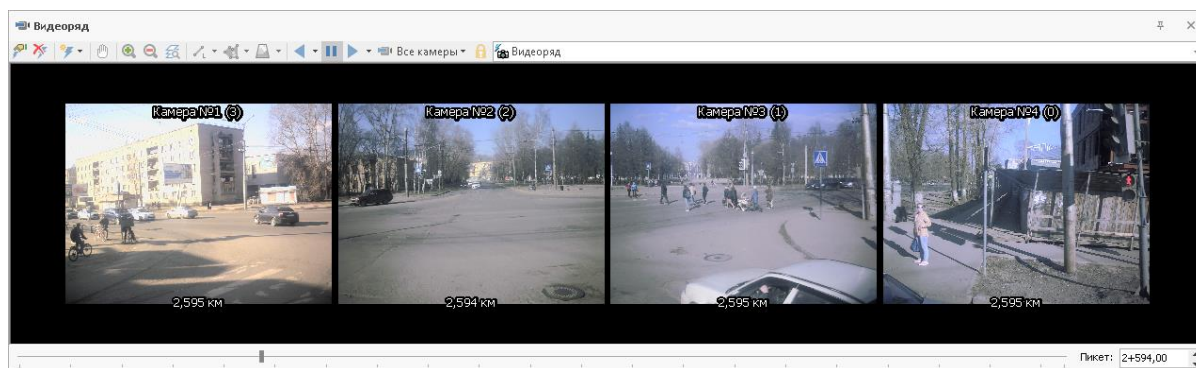 Видеоряд
Все камеры Видеоряд
Камера №1 (3) Камера №2 (2) Камера №3 (1) Камера №4 (0)
2,595 км 2,594 км 2,595 км 2,595 км
Пикет: 2+594,00